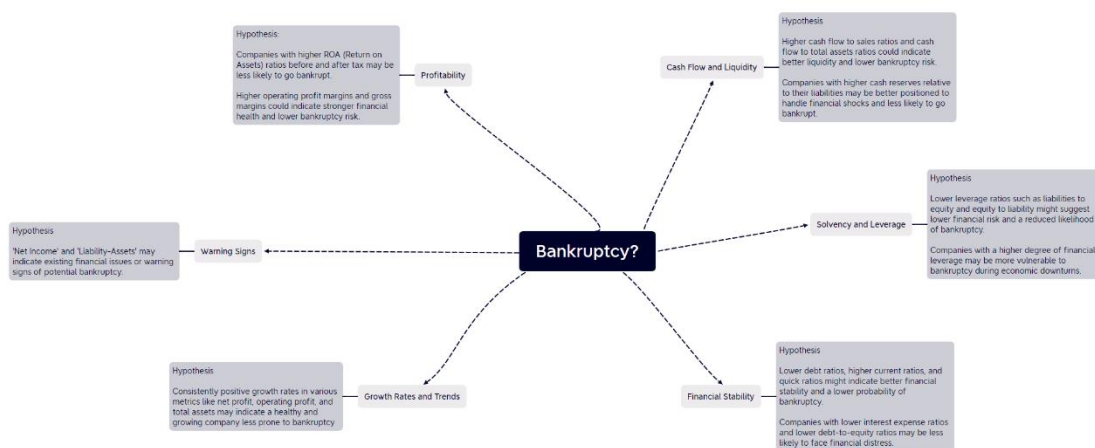 Hypothesis:
Companies with higher ROA (Return on
Assets) ratios before and after tax may be
less likely to go bankrupt.
Higher operating profit margins and gross
margins could indicate stronger financial
health and lower bankruptcy risk.
Profitability
Cash Flow and Liquidity
Hypothesis
Higher cash flow to sales ratios and cash
flow to total assets ratios could indicate
better liquidity and lower bankruptcy risk.
Companies with higher cash reserves relative
to their liabilities may be better positioned to
handle financial shocks and less likely to go
bankrupt.
Hypothesis
'Net Income' and 'Liability-Assets' may
indicate existing financial issues or warning
signs of potential bankruptcy.
Warning Signs
Bankruptcy?
Solvency and Leverage
Hypothesis
Lower leverage ratios such as liabilities to
equity and equity to liability might suggest
lower financial risk and a reduced likelihood
of bankruptcy.
Companies with a higher degree of financial
leverage may be more vulnerable to
bankruptcy during economic downturns.
Hypothesis
Consistently positive growth rates in various
metrics like net profit, operating profit, and
total assets may indicate a healthy and
growing company less prone to bankruptcy
Growth Rates and Trends
Financial Stability
Hypothesis
Lower debt ratios, higher current ratios, and
quick ratios might indicate better financial
stability and a lower probability of
bankruptcy.
Companies with lower interest expense ratios
and lower debt-to-equity ratios may be less
likely to face financial distress.